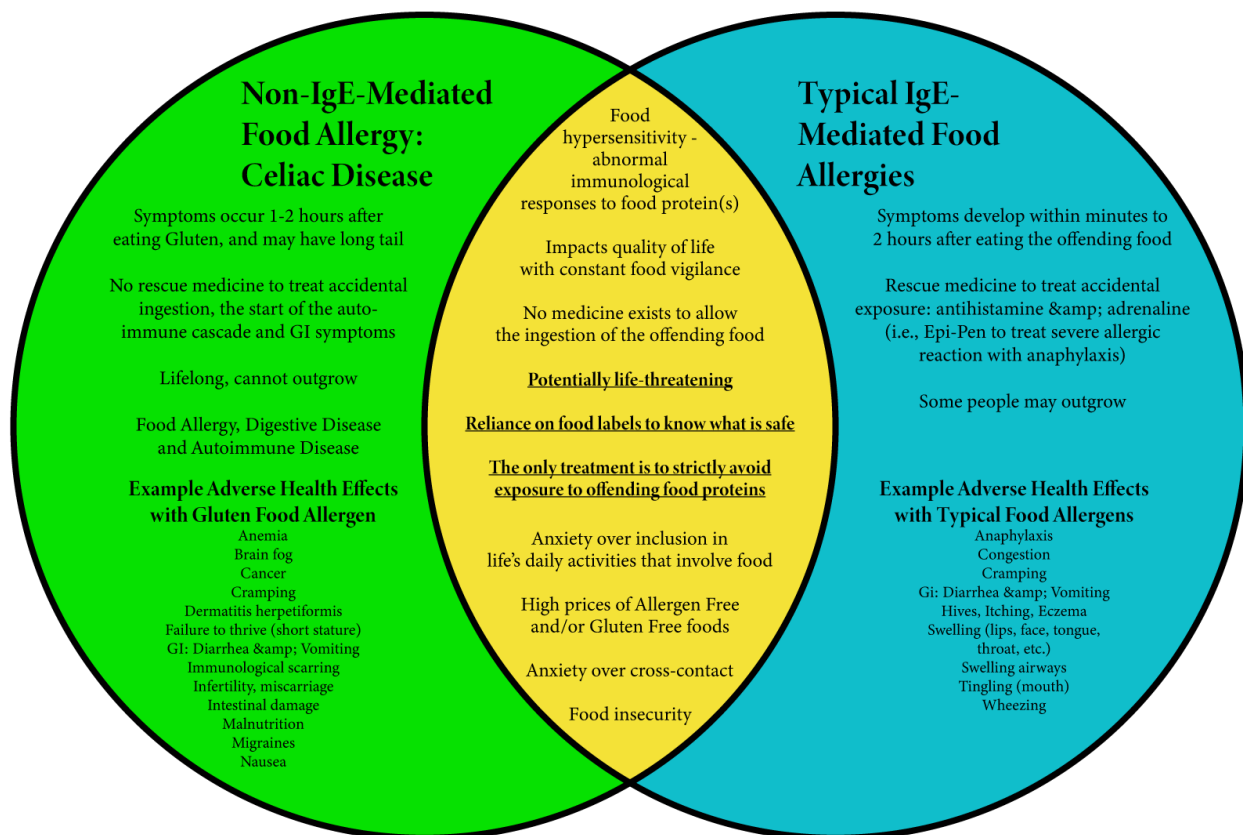 Non-IgE-Mediated
Food Allergy:
Celiac Disease
Symptoms occur 1-2 hours after
eating Gluten, and may have long tail
No rescue medicine to treat accidental
ingestion, the start of the auto-
immune cascade and GI symptoms
Lifelong, cannot outgrow
Food Allergy, Digestive Disease
and Autoimmune Disease
Example Adverse Health Effects
with Gluten Food Allergen
Anemia
Brain fog
Cancer
Cramping
Dermatitis herpetiformis
Failure to thrive (short stature)
GI: Diarrhea &amp; Vomiting
Immunological scarring
Infertility, miscarriage
Intestinal damage
Malnutrition
Migraines
Nausea
Food
hypersensitivity -
abnormal
immunological
responses to food protein(s)
Impacts quality of life
with constant food vigilance
No medicine exists to allow
the ingestion of the offending food
Potentially life-threatening
Reliance on food labels to know what is safe
The only treatment is to strictly avoid
exposure to offending food proteins
Anxiety over inclusion in
life's daily activities that involve food
High prices of Allergen Free
and/or Gluten Free foods
Anxiety over cross-contact
Food insecurity
Typical IgE-
Mediated Food
Allergies
Symptoms develop within minutes to
2 hours after eating the offending food
Rescue medicine to treat accidental
exposure: antihistamine &amp; adrenaline
(i.e., Epi-Pen to treat severe allergic
reaction with anaphylaxis)
Some people may outgrow
Example Adverse Health Effects
with Typical Food Allergens
Anaphylaxis
Congestion
Cramping
Gi: Diarrhea &amp; Vomiting
Hives, Itching, Eczema
Swelling (lips, face, tongue,
throat, etc.)
Swelling airways
Tingling (mouth)
Wheezing